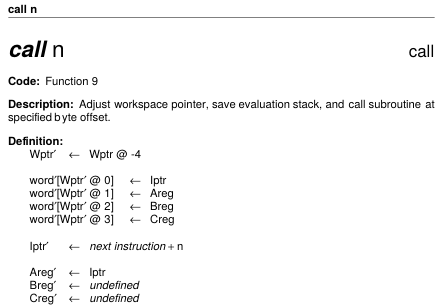 call n
call n call
Code: Function 9
Description: Adjust workspace pointer, save evaluation stack, and call subroutine at
specified byte offset.
Definition:
Wptr′ ← Wptr @ -4
word′[Wptr′ @ 0] ← Iptr
word′[Wptr′ @ 1] ← Areg
word′[Wptr′ @ 2] ← Breg
word′[Wptr′ @ 3] ← Creg
Iptr′ ← next instruction + n
Areg′ ← Iptr
Breg′ ← undefined
Creg′ ← undefined